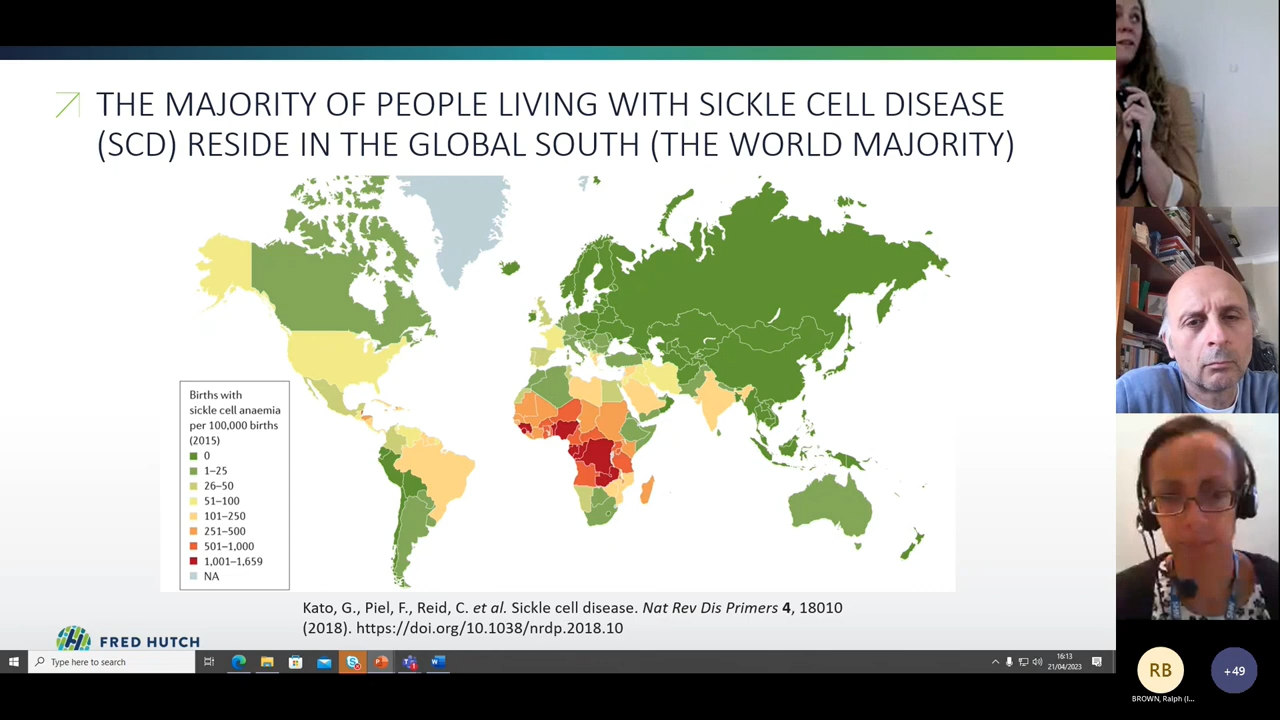 THE MAJORITY OF PEOPLE LIVING WITH SICKLE CELL DISEASE
(SCD) RESIDE IN THE GLOBAL SOUTH (THE WORLD MAJORITY)
Births with
sickle cell anaemia
per 100,000 births
(2015)
0
1–25
26–50
51–100
101–250
251–500
501–1,000
1,001–1,659
NA
Kato, G., Piel, F., Reid, C. et al. Sickle cell disease. Nat Rev Dis Primers 4, 18010
(2018). https://doi.org/10.1038/nrdp.2018.10
FRED HUTCH
Type here to search
16:13
21/04/2023
RB
+49
BROWN, Ralph (I...